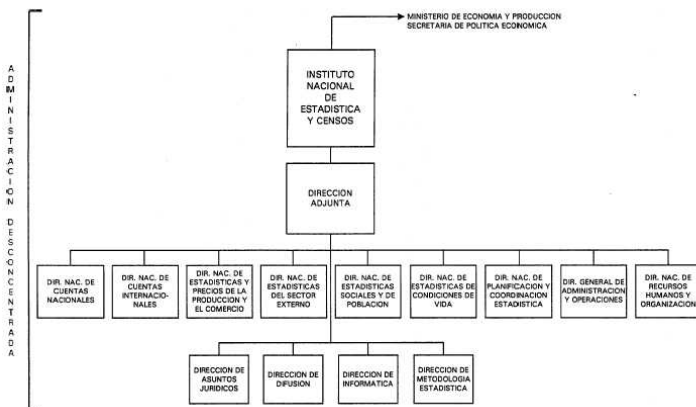 MINISTERIO DE ECONOMIA Y PRODUCCION
SECRETARIA DE POLITICA ECONOMICA
ADMINISTRACION DESCONCENTRADA
INSTITUTO
NACIONAL
DE
ESTADISTICA
Y CENSOS
DIRECCION
ADJUNTA
DIR. NAC. DE
CUENTAS
NACIONALES
DIR. NAC. DE
CUENTAS
INTERNACIO-
NALES
DIR. NAC. DE
ESTADISTICAS Y
PRECIOS DE LA
PRODUCCION Y
EL COMERCIO
DIR. NAC. DE
ESTADISTICAS
DEL SECTOR
EXTERNO
DIR. NAC. DE
ESTADISTICAS
SOCIALES Y DE
POBLACION
DIR. NAC. DE
ESTADISTICAS DE
CONDICIONES DE
VIDA
DIR. NAC. DE
PLANIFICACION Y
COORDINACION
ESTADISTICA
DIR. GENERAL DE
ADMINISTRACION
Y OPERACIONES
DIR. NAC. DE
RECURSOS
HUMANOS Y
ORGANIZACION
DIRECCION DE
ASUNTOS
JURIDICOS
DIRECCION DE
DIFUSION
DIRECCION DE
INFORMATICA
DIRECCION DE
METODOLOGIA
ESTADISTICA